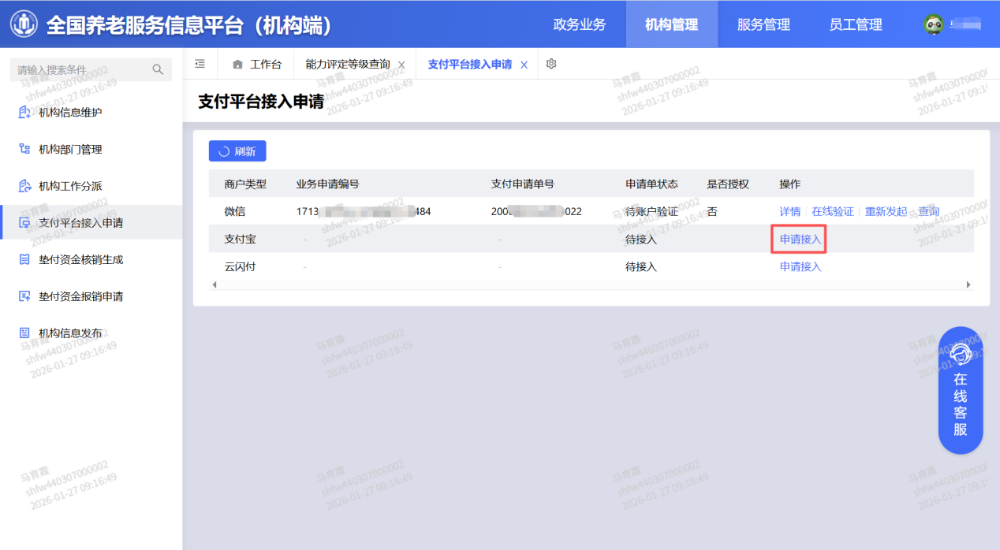 全国养老服务信息平台（机构端）
政务业务
机构管理
服务管理
员工管理
请输入搜索条件
工作台
能力评定等级查询
支付平台接入申请
机构信息维护
机构部门管理
机构工作分派
支付平台接入申请
垫付资金核销生成
垫付资金报销申请
机构信息发布
支付平台接入申请
刷新
商户类型 业务申请编号 支付申请单号 申请单状态 是否授权 操作
微信 1713 484 200 022 待账户验证 否 详情 在线验证 重新发起 查询
支付宝 - - 待接入 申请接入
云闪付 - - 待接入 申请接入
在线客服
马育霞
shfw440307000002
2026-01-27 09:16:49